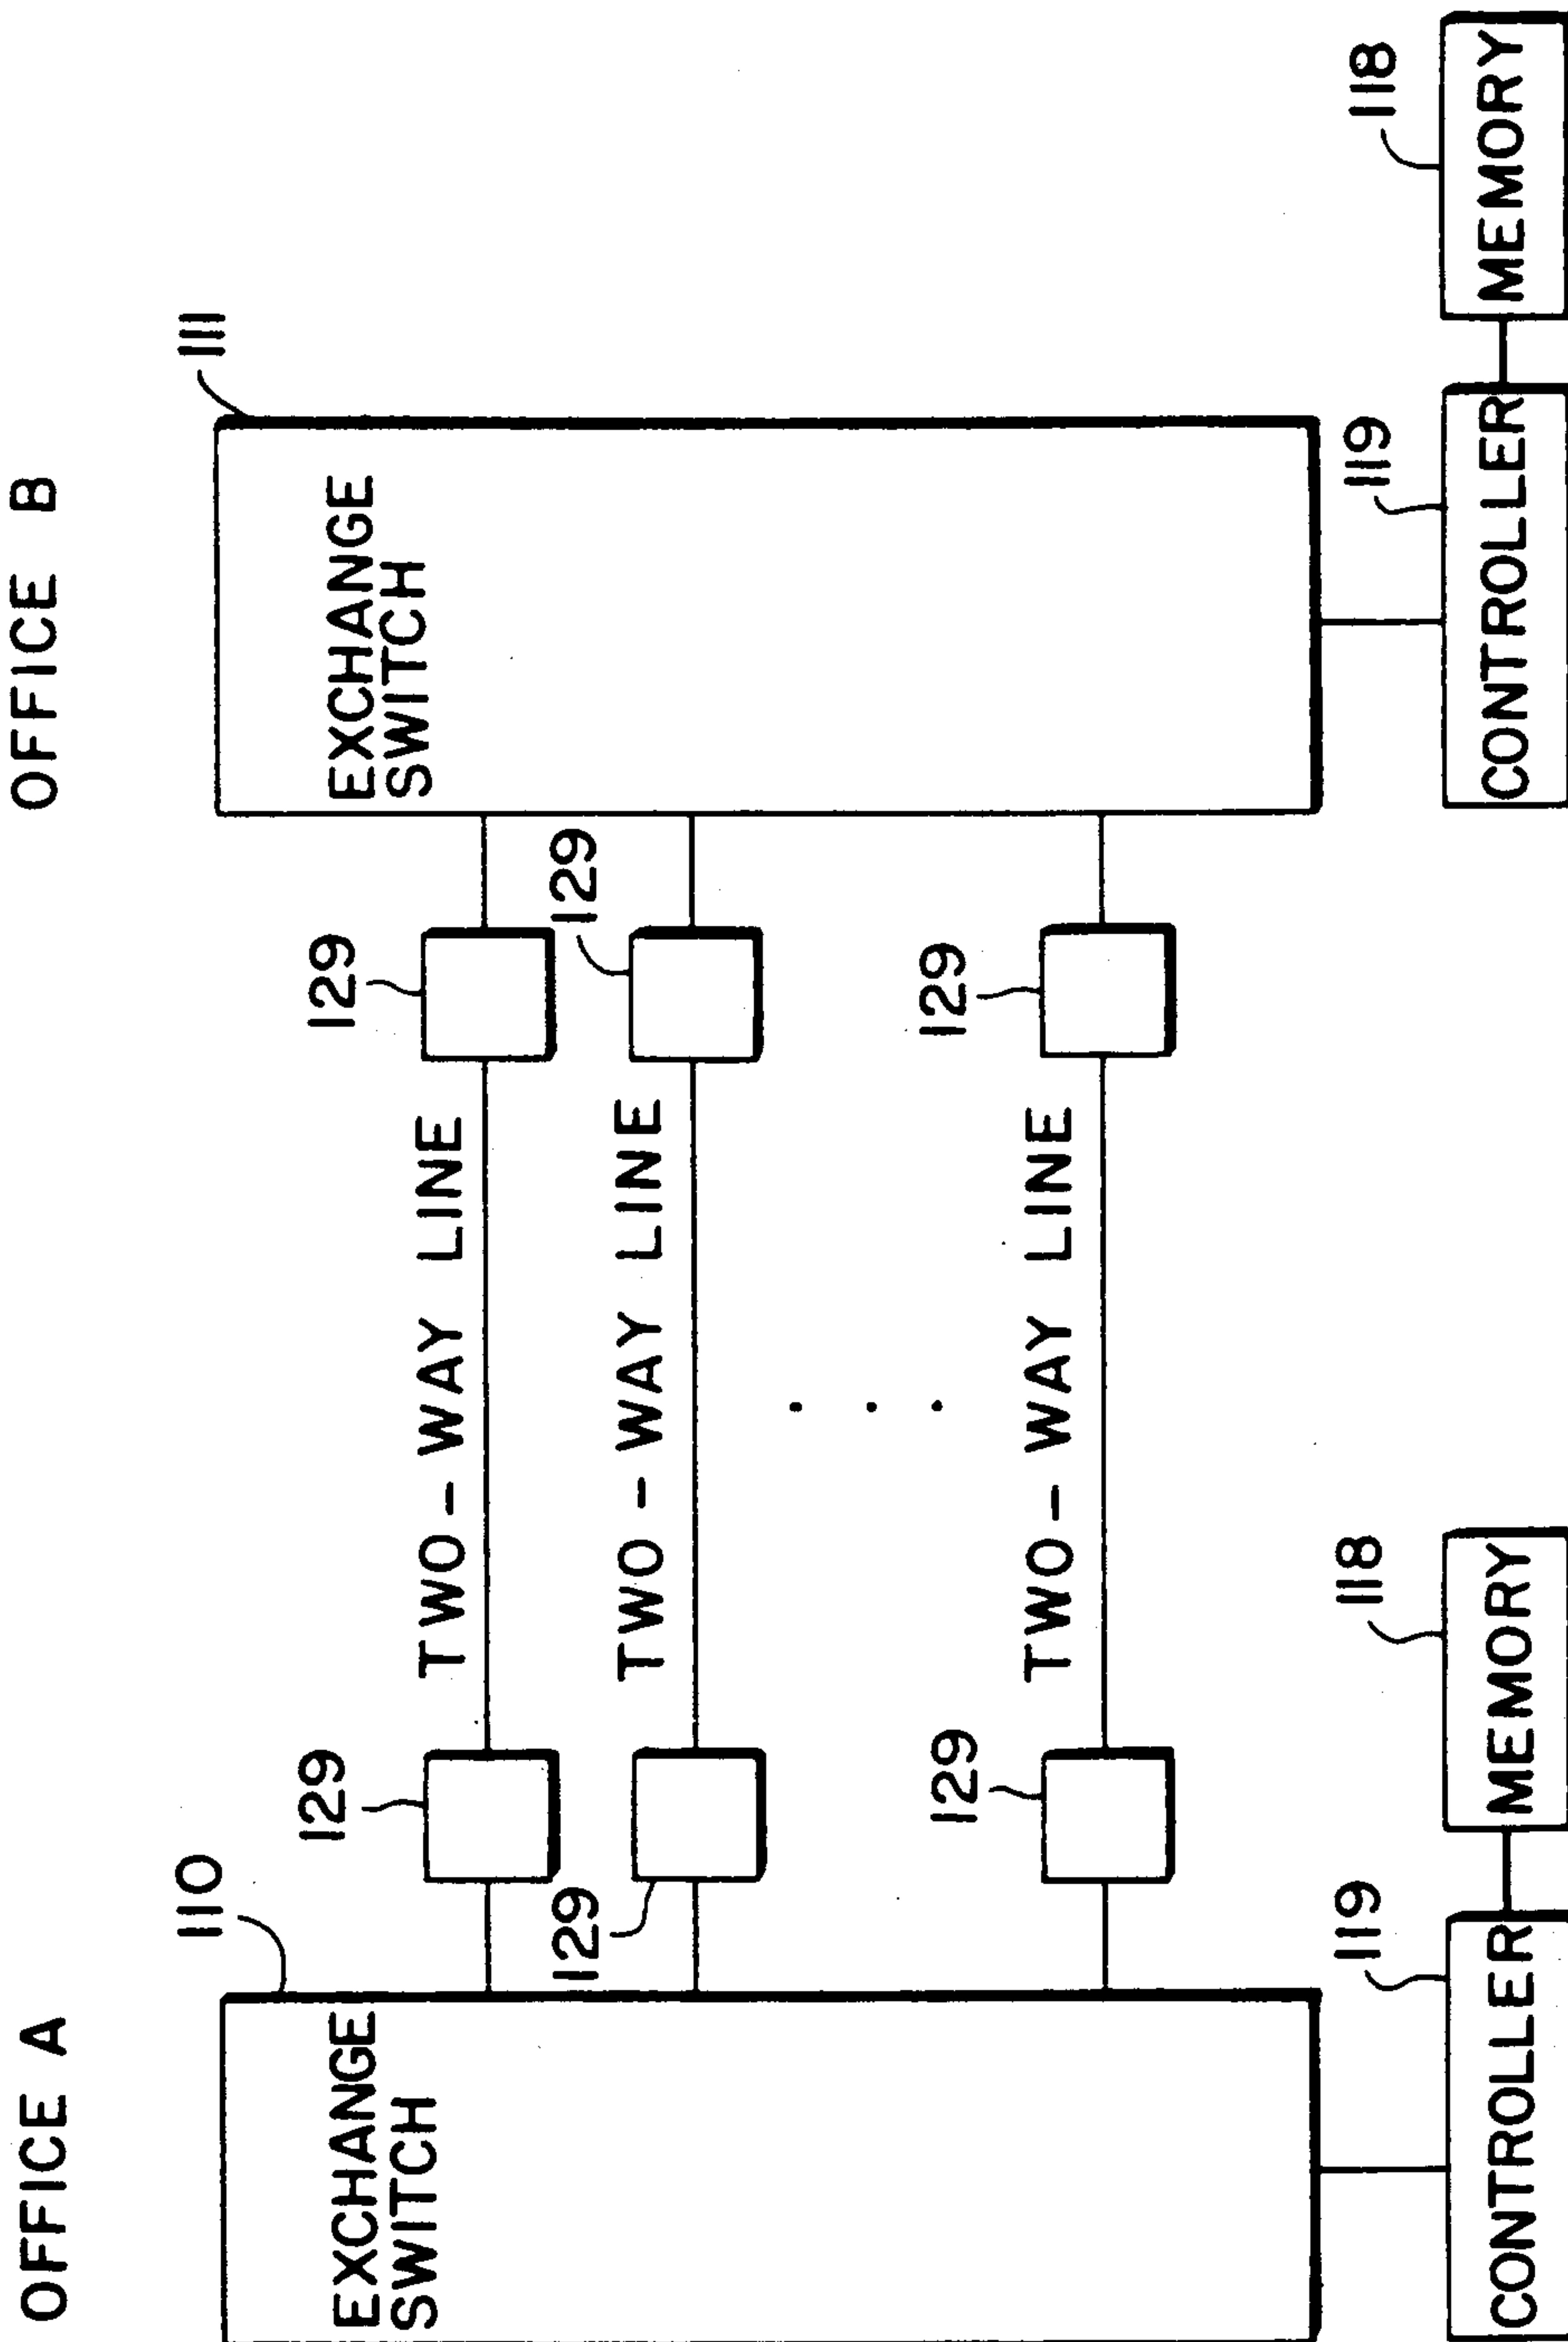 OFFICE A
OFFICE B
110
111
EXCHANGE
SWITCH
EXCHANGE
SWITCH
129
129
TWO-WAY LINE
129
129
TWO-WAY LINE
129
129
TWO-WAY LINE
119
118
119
118
CONTROLLER
MEMORY
CONTROLLER
MEMORY